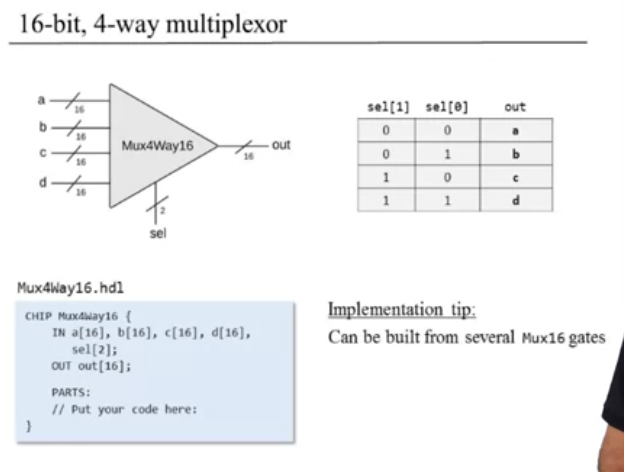 16-bit, 4-way multiplexor
a
16
b
16
c
16
d
16
Mux4Way16
16
out
2
sel
sel[1] sel[0] out
0 0 a
0 1 b
1 0 c
1 1 d
Mux4Way16.hdl
CHIP Mux4Way16 {
IN a[16], b[16], c[16], d[16],
sel[2];
OUT out[16];
PARTS:
// Put your code here:
}
Implementation tip:
Can be built from several Mux16 gates